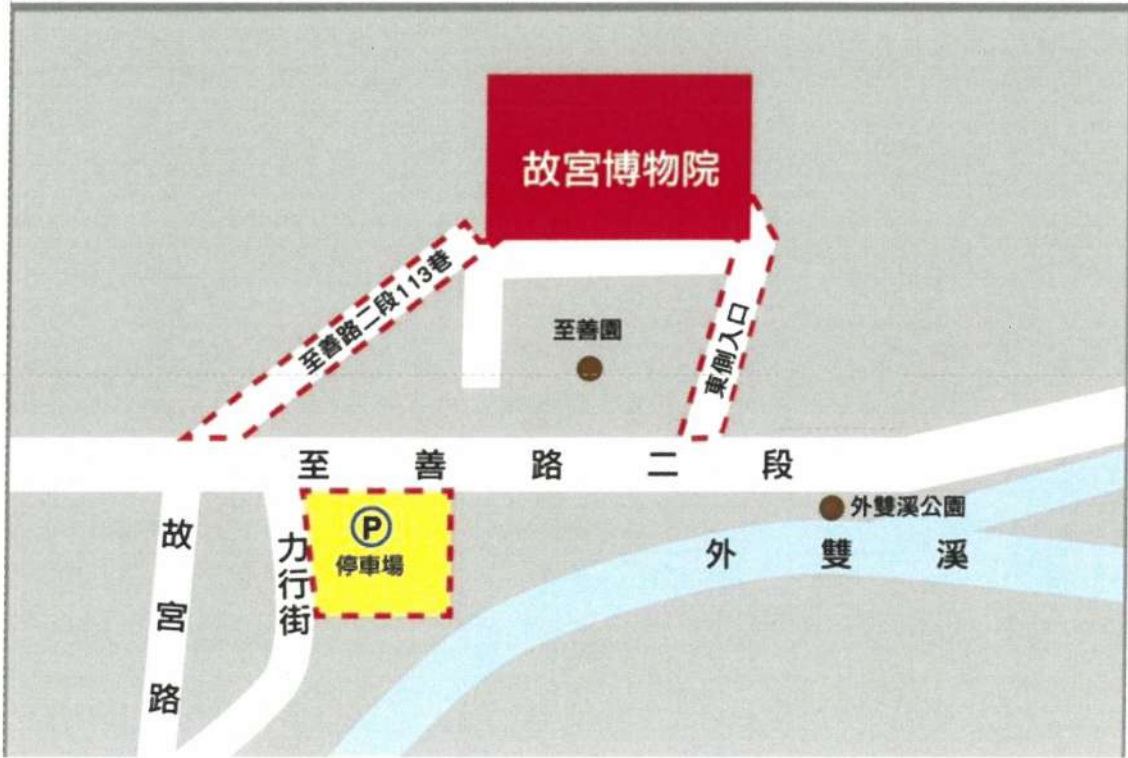 故宮博物院
至善路二段113巷
至善園
東側入口
至善路二段
外雙溪公園
P
停車場
外雙溪
力行街
故宮路